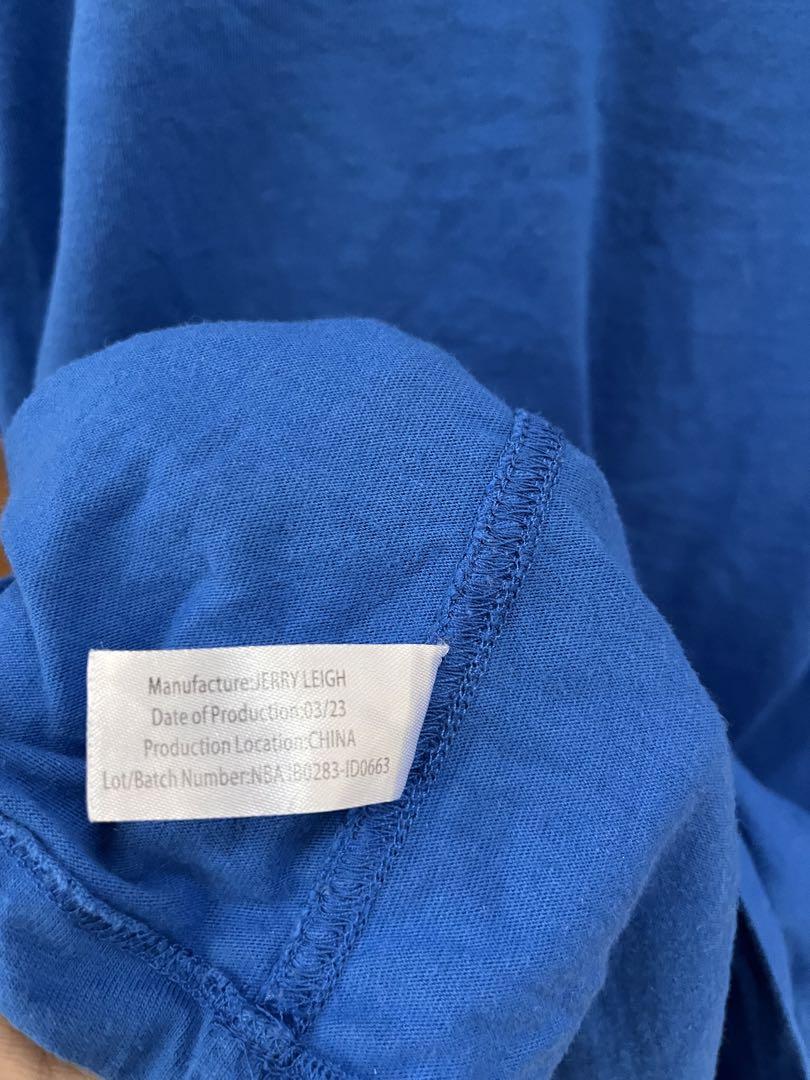 Manufacture:JERRY LEIGH
Date of Production:03/23
Production Location:CHINA
Lot/Batch Number:NBA IB0283-ID0663